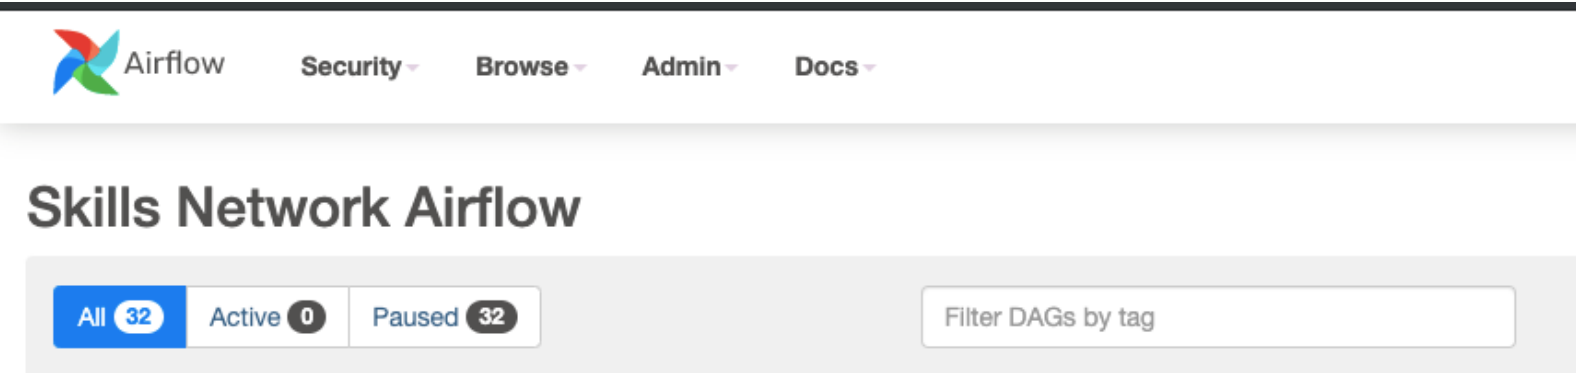 Airflow Security Browse Admin Docs
Skills Network Airflow
All 32 Active 0 Paused 32 Filter DAGs by tag